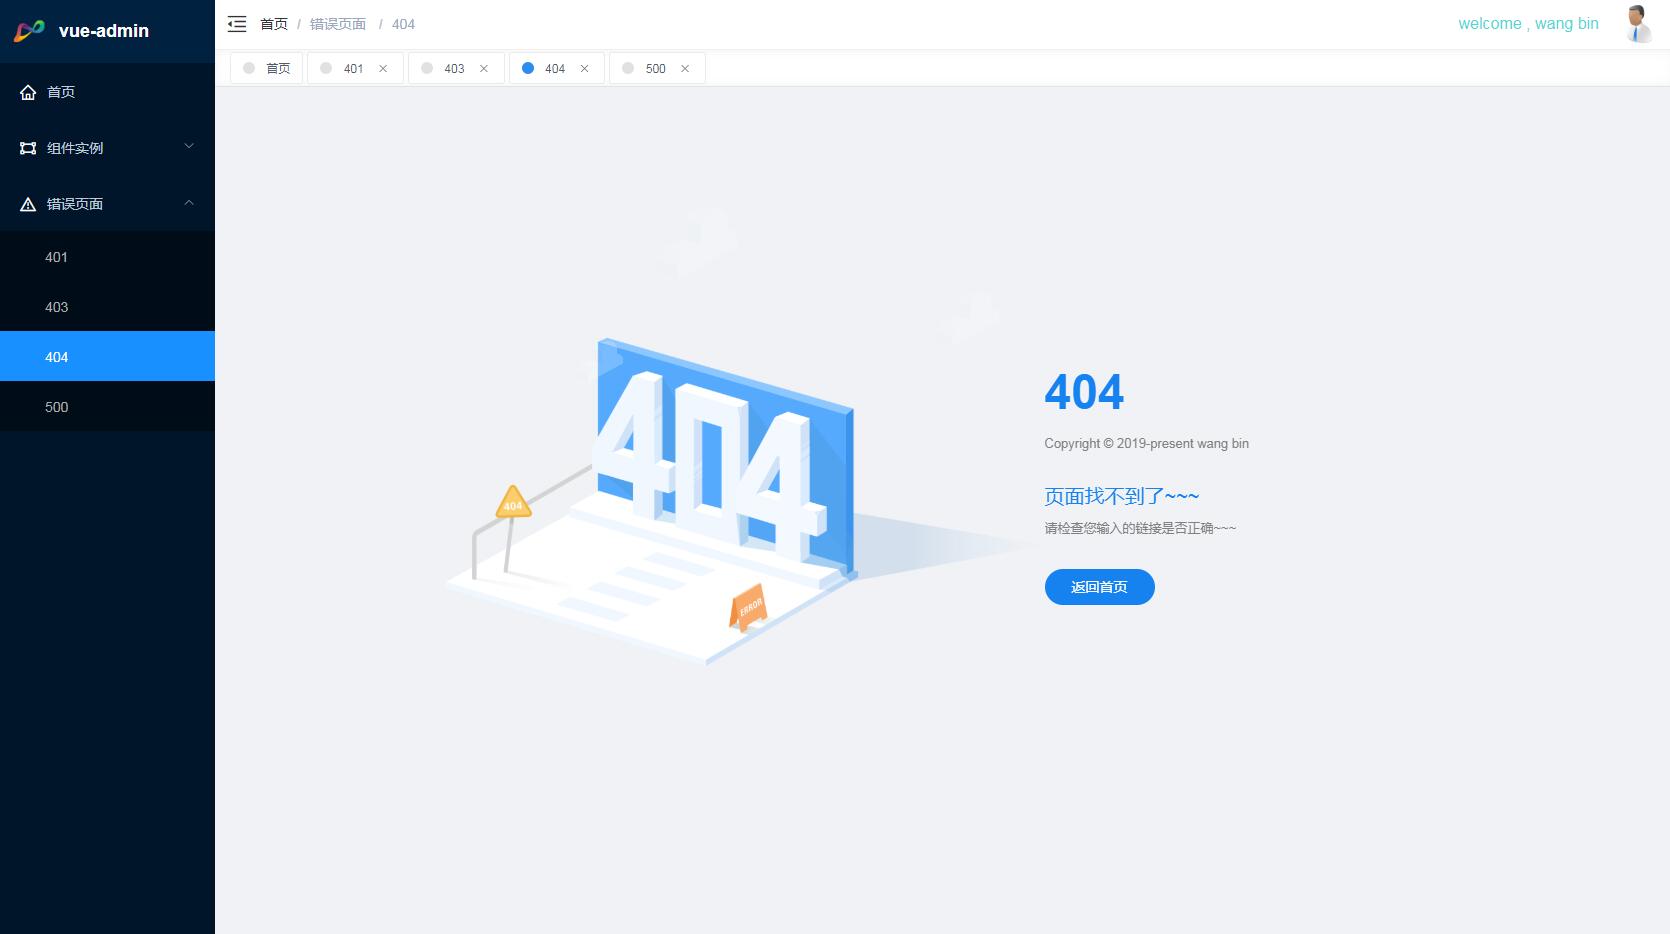 vue-admin
首页
组件实例
错误页面
401
403
404
500
首页 / 错误页面 / 404
welcome , wang bin
首页
401
403
404
500
404
404
ERROR
404
Copyright © 2019-present wang bin
页面找不到了~~~
请检查您输入的链接是否正确~~~
返回首页